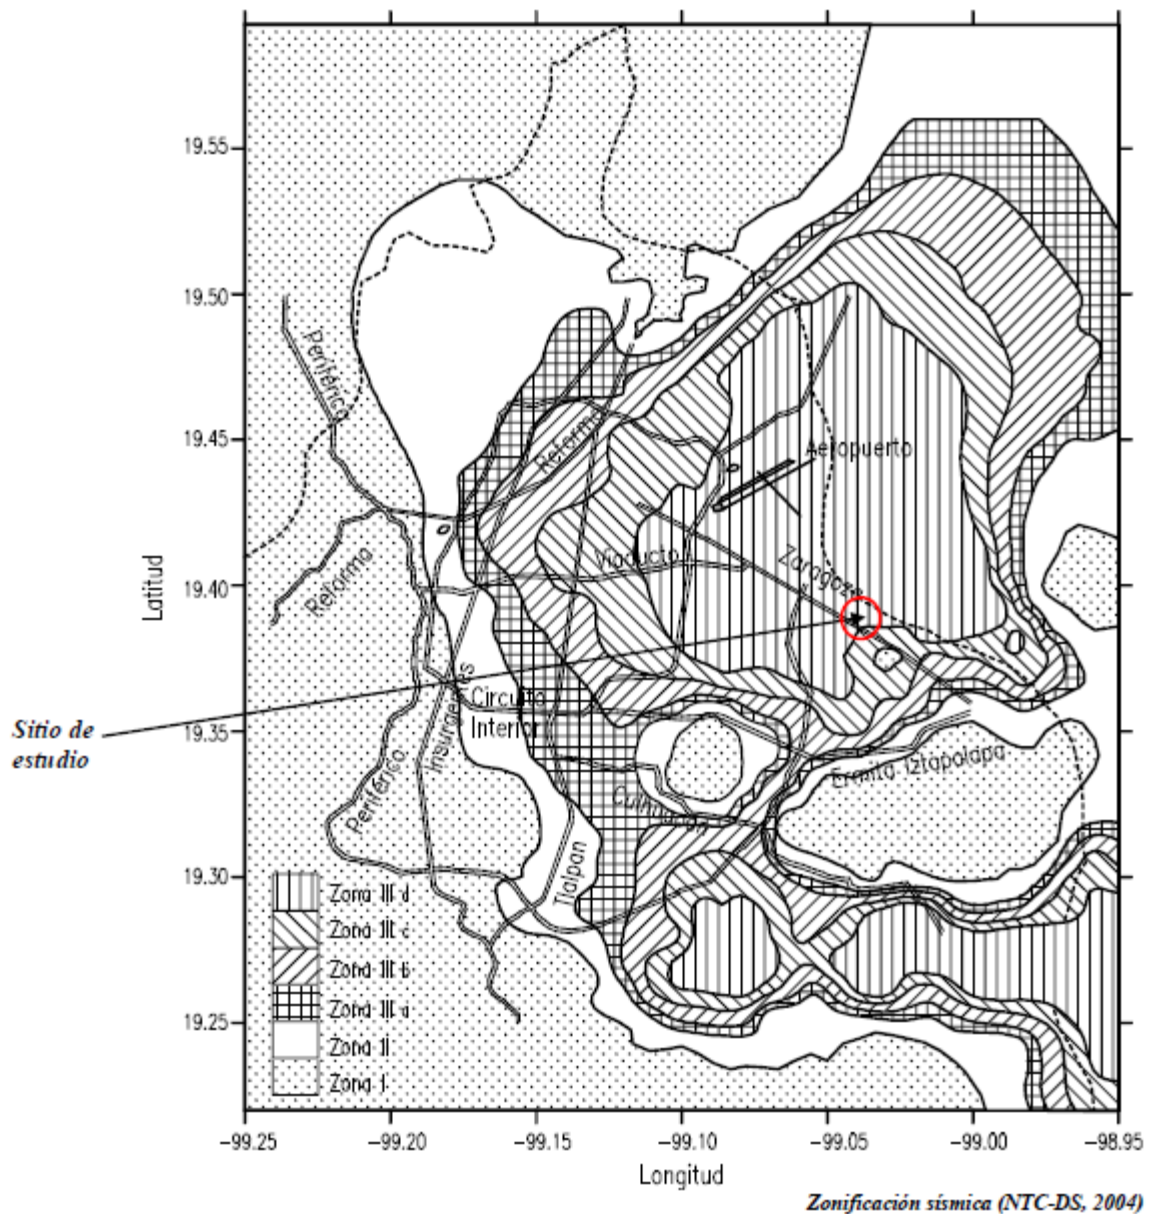 19.55
19.50
19.45
19.40
19.35
19.30
19.25
Latitud
Periférico
Reforma
Aeropuerto
Reforma
Viaducto
Zaragoza
Sitio de
estudio
Circuito
Interior
Insurgentes
Periférico
Ermita Iztapalapa
Culhuacan
Tlalpan
Zona III d
Zona III c
Zona III b
Zona III a
Zona II
Zona I
−99.25
−99.20
−99.15
−99.10
−99.05
−99.00
−98.95
Longitud
Zonificación sísmica (NTC-DS, 2004)